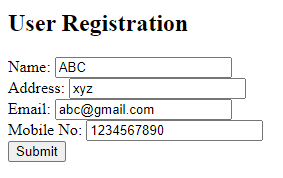 User Registration
Name: ABC
Address: xyz
Email: abc@gmail.com
Mobile No: 1234567890
Submit